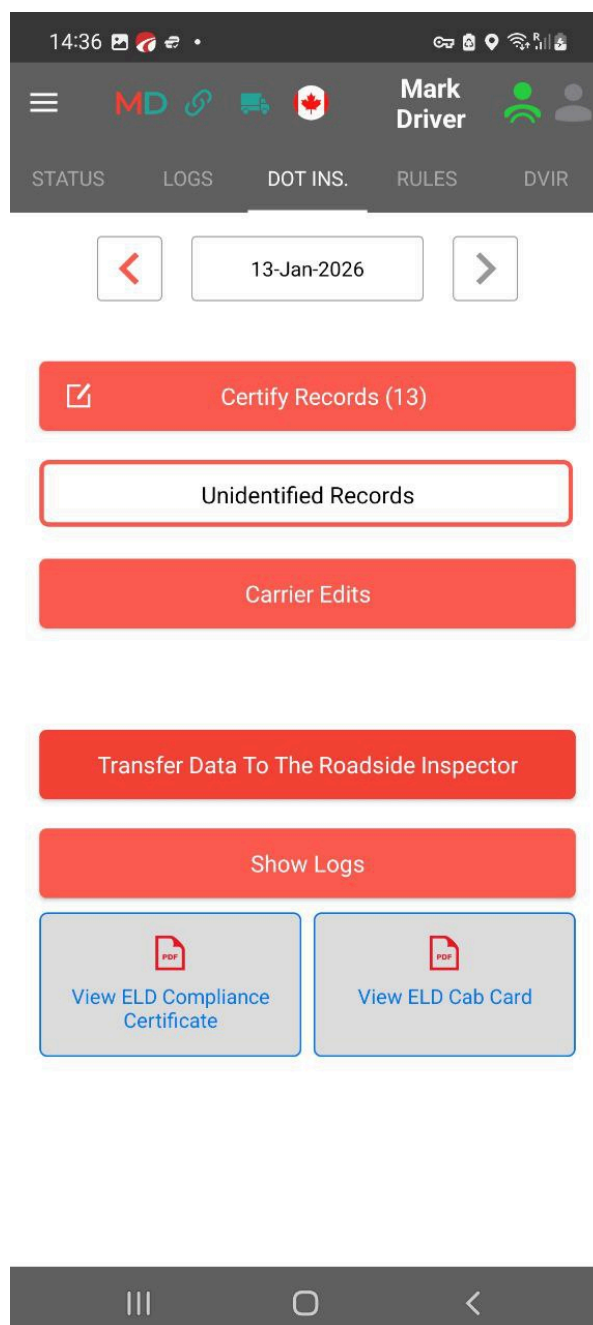 14:36
MD
Mark
Driver
STATUS LOGS DOT INS. RULES DVIR
13-Jan-2026
Certify Records (13)
Unidentified Records
Carrier Edits
Transfer Data To The Roadside Inspector
Show Logs
PDF PDF
View ELD Compliance
Certificate
View ELD Cab Card